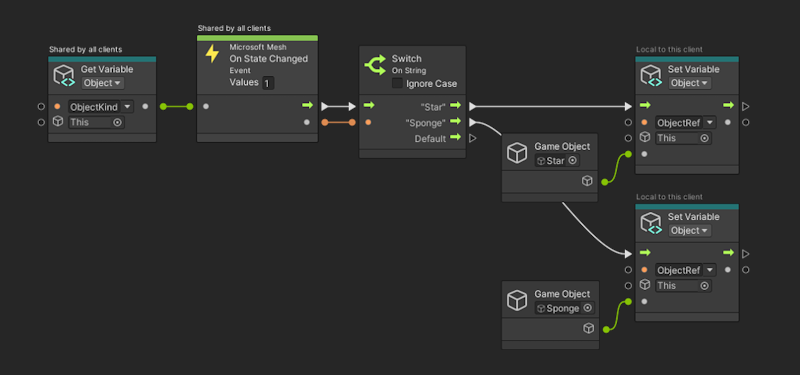 Shared by all clients
Get Variable
Object
ObjectKind
This
Shared by all clients
Microsoft Mesh
On State Changed
Event
Values 1
Switch
On String
Ignore Case
"Star"
"Sponge"
Default
Game Object
Star
Game Object
Sponge
Local to this client
Set Variable
Object
ObjectRef
This
Local to this client
Set Variable
Object
ObjectRef
This